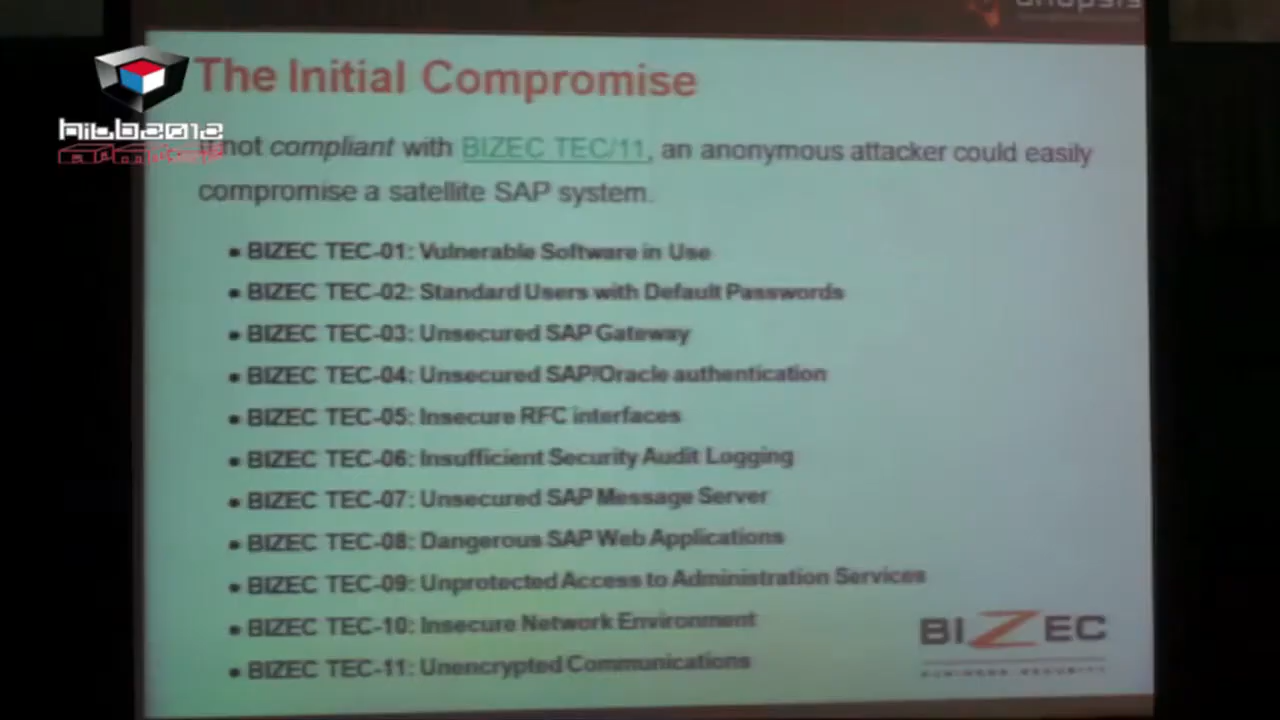 The Initial Compromise
HITB2012
not compliant with BIZEC TEC/11, an anonymous attacker could easily
compromise a satellite SAP system.
• BIZEC TEC-01: Vulnerable Software in Use
• BIZEC TEC-02: Standard Users with Default Passwords
• BIZEC TEC-03: Unsecured SAP Gateway
• BIZEC TEC-04: Unsecured SAP/Oracle authentication
• BIZEC TEC-05: Insecure RFC interfaces
• BIZEC TEC-06: Insufficient Security Audit Logging
• BIZEC TEC-07: Unsecured SAP Message Server
• BIZEC TEC-08: Dangerous SAP Web Applications
• BIZEC TEC-09: Unprotected Access to Administration Services
• BIZEC TEC-10: Insecure Network Environment
• BIZEC TEC-11: Unencrypted Communications
BIZEC
BUSINESS SECURITY